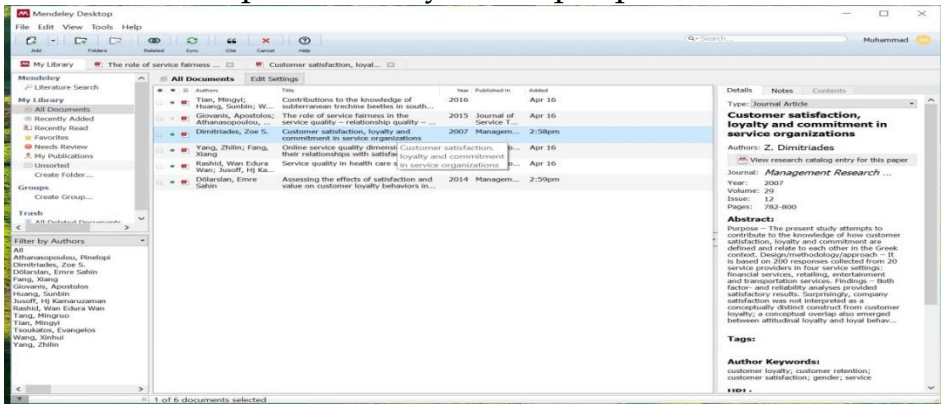 Mendeley Desktop
File Edit View Tools Help
Add Folders Related Sync Cite Cancel Help
Search...
Muhammad
My Library
The role of service fairness ...
Customer satisfaction, loyal...
Mendeley
Literature Search
My Library
All Documents
Recently Added
Recently Read
Favorites
Needs Review
My Publications
Unsorted
Create Folder...
Groups
Create Group...
Trash
All Deleted Documents
Filter by Authors
All
Athanasopoulou, Pinelopi
Dimitriades, Zoe S.
Dölarslan, Emre Sahin
Fang, Xiang
Giovanis, Apostolos
Huang, Sunbin
Jusoff, HJ Kamaruzaman
Rashid, Wan Edura Wan
Tang, Mingruo
Tian, Mingyi
Tsoukatos, Evangelos
Wang, Xinhui
Yang, Zhilin
All Documents Edit Settings
Authors Title Year Published In Added
Tian, Mingyi; Contributions to the knowledge of 2016 Apr 16
Huang, Sunbin; W... subterranean trechine beetles in south...
Giovanis, Apostolos; The role of service fairness in the 2015 Journal of Apr 16
Athanasopoulou, ... service quality – relationship quality – ... Service T...
Dimitriades, Zoe S. Customer satisfaction, loyalty and 2007 Managem... 2:58pm
commitment in service organizations
Yang, Zhilin; Fang, Online service quality dimensi Apr 16
Xiang their relationships with satisfa
Customer satisfaction,
loyalty and commitment
in service organizations
Rashid, Wan Edura Service quality in health care s Apr 16
Wan; Jusoff, HJ Ka...
Dölarslan, Emre Assessing the effects of satisfaction and 2014 Managem... 2:59pm
Sahin value on customer loyalty behaviors in...
1 of 6 documents selected
Details Notes Contents
Type: Journal Article
Customer satisfaction,
loyalty and commitment in
service organizations
Authors: Z. Dimitriades
View research catalog entry for this paper
Journal: Management Research ...
Year: 2007
Volume: 29
Issue: 12
Pages: 782-800
Abstract:
Purpose – The present study attempts to
contribute to the knowledge of how customer
satisfaction, loyalty and commitment are
defined and relate to each other in the Greek
context. Design/methodology/approach – It
is based on 200 responses collected from 20
service providers in four service settings:
financial services, retailing, entertainment
and transportation services. Findings – Both
factor- and reliability analyses provided
satisfactory results. Surprisingly, company
satisfaction was not interpreted as a
conceptually distinct construct from customer
loyalty; a conceptual overlap also emerged
between attitudinal loyalty and loyal behav...
Tags:
Author Keywords:
customer loyalty; customer retention;
customer satisfaction; gender; service